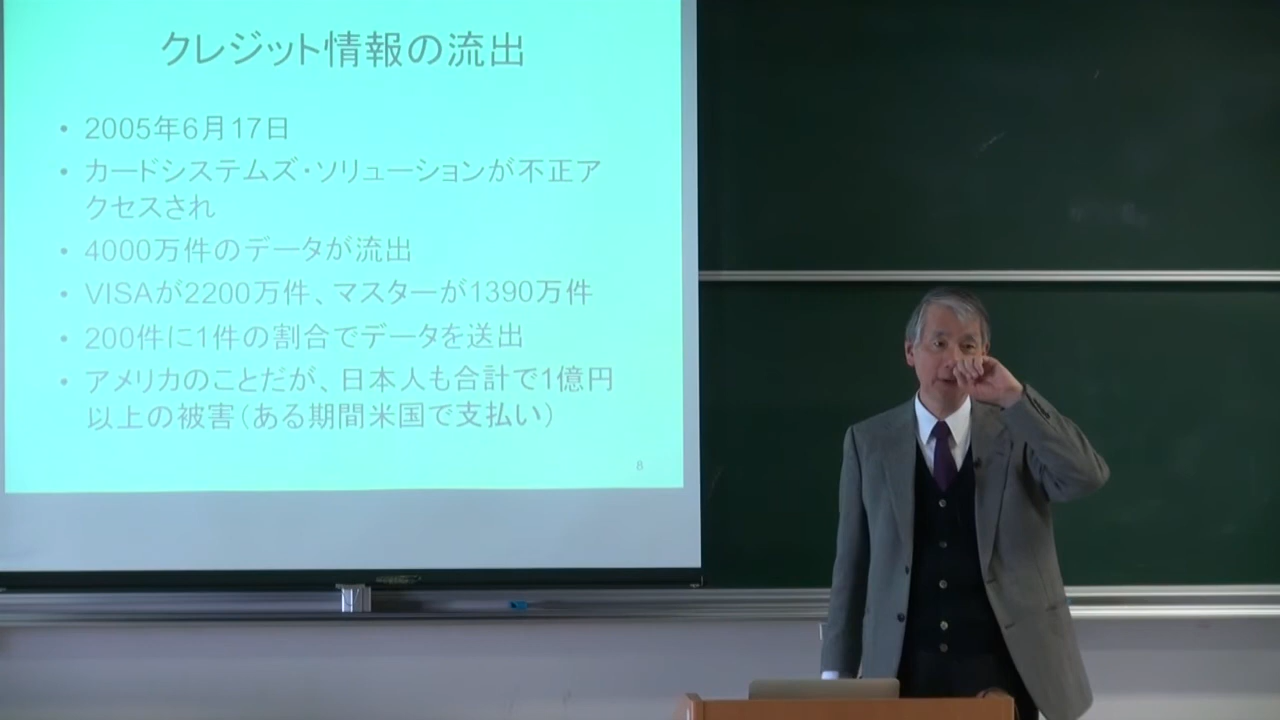 クレジット情報の流出
• 2005年6月17日
• カードシステムズ・ソリューションが不正ア
クセスされ
• 4000万件のデータが流出
• VISAが2200万件、マスターが1390万件
• 200件に1件の割合でデータを送出
• アメリカのことだが、日本人も合計で1億円
以上の被害（ある期間米国で支払い）
8